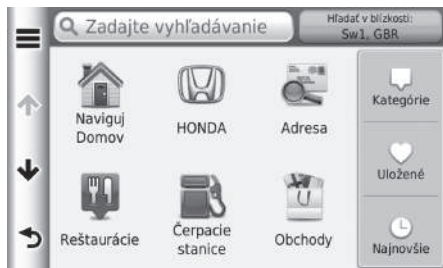 Zadajte vyhľadávanie
Hľadať v blízkosti:
Sw1, GBR
Naviguj
Domov
HONDA
Adresa
Kategórie
Uložené
Reštaurácie
Čerpacie
stanice
Obchody
Najnovšie